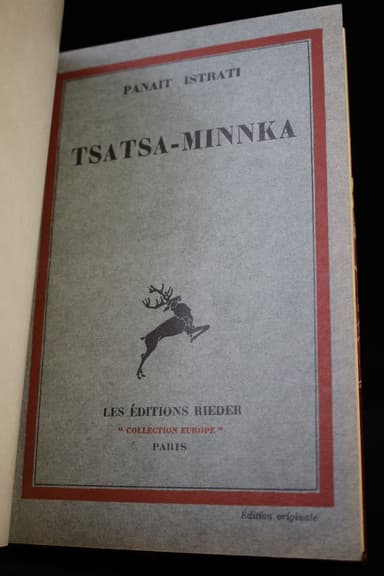 PANAIT ISTRATI
TSATSA-MINNKA
LES ÉDITIONS RIEDER
" COLLECTION EUROPE "
PARIS
Édition originale